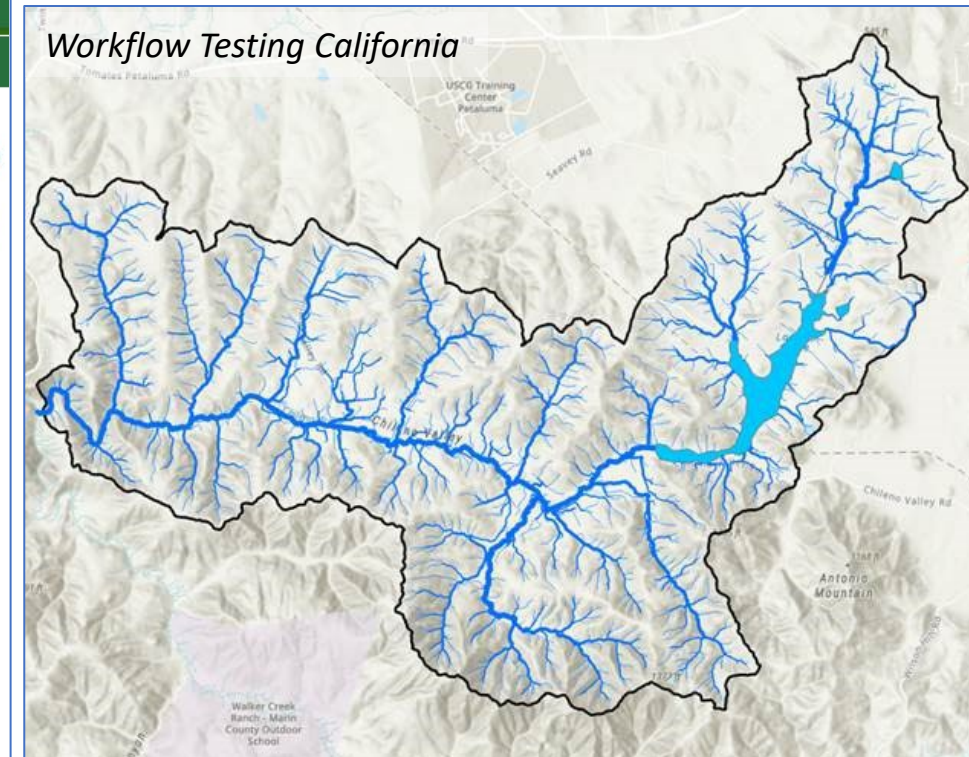 Workflow Testing California
Rd
Tomales Petaluma Rd
USCG Training
Center
Petaluma
Seavey Rd
Chileno Valley
Chileno Valley Rd
Antonio
Mountain
Walker Creek
Ranch - Marin
County Outdoor
School